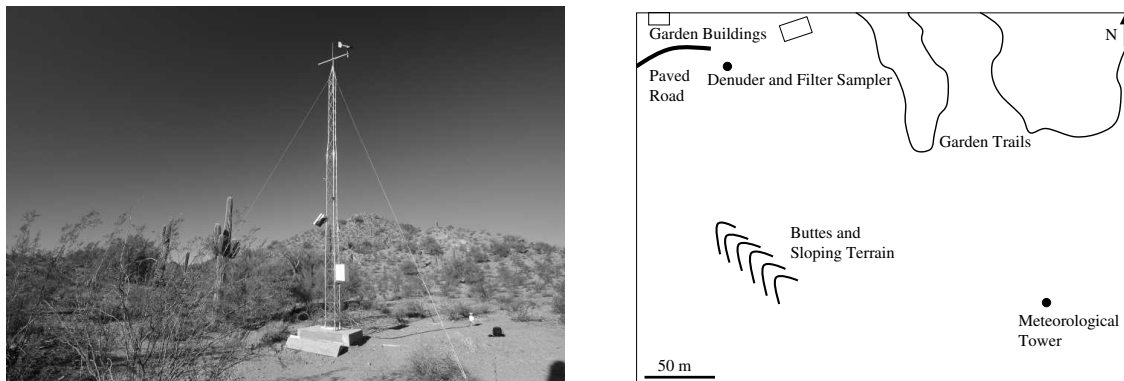 Garden Buildings
N
Paved
Road
Denuder and Filter Sampler
Garden Trails
Buttes and
Sloping Terrain
Meteorological
Tower
50 m